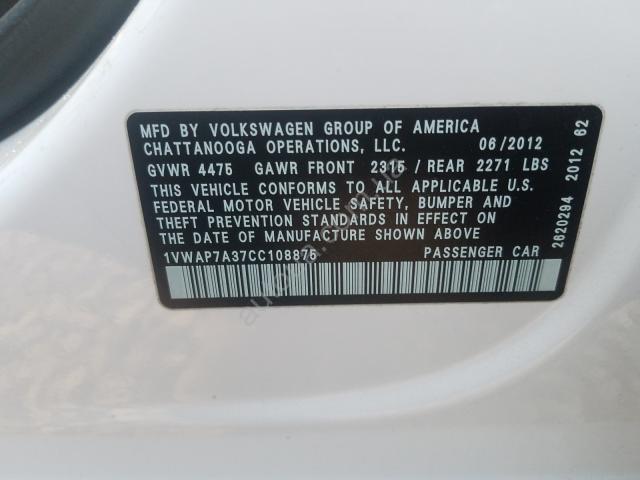 MFD BY VOLKSWAGEN GROUP OF AMERICA
CHATTANOOGA OPERATIONS, LLC. 06/2012
GVWR 4475 GAWR FRONT 2315 / REAR 2271 LBS
THIS VEHICLE CONFORMS TO ALL APPLICABLE U.S.
FEDERAL MOTOR VEHICLE SAFETY, BUMPER AND
THEFT PREVENTION STANDARDS IN EFFECT ON
THE DATE OF MANUFACTURE SHOWN ABOVE
1VWAP7A37CC108876 PASSENGER CAR
2620294 2012 62